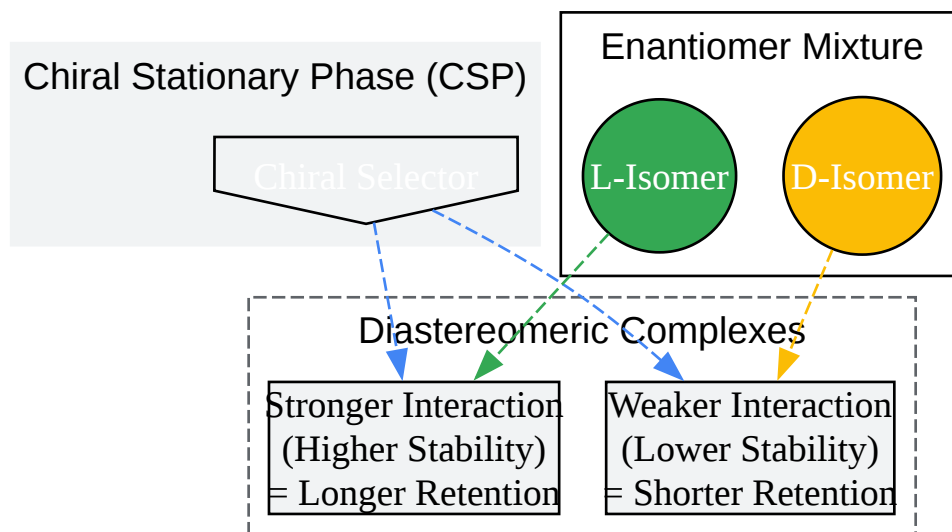 Chiral Stationary Phase (CSP)
Chiral Selector
Enantiomer Mixture
L-Isomer
D-Isomer
Diastereomeric Complexes
Stronger Interaction
(Higher Stability)
= Longer Retention
Weaker Interaction
(Lower Stability)
= Shorter Retention